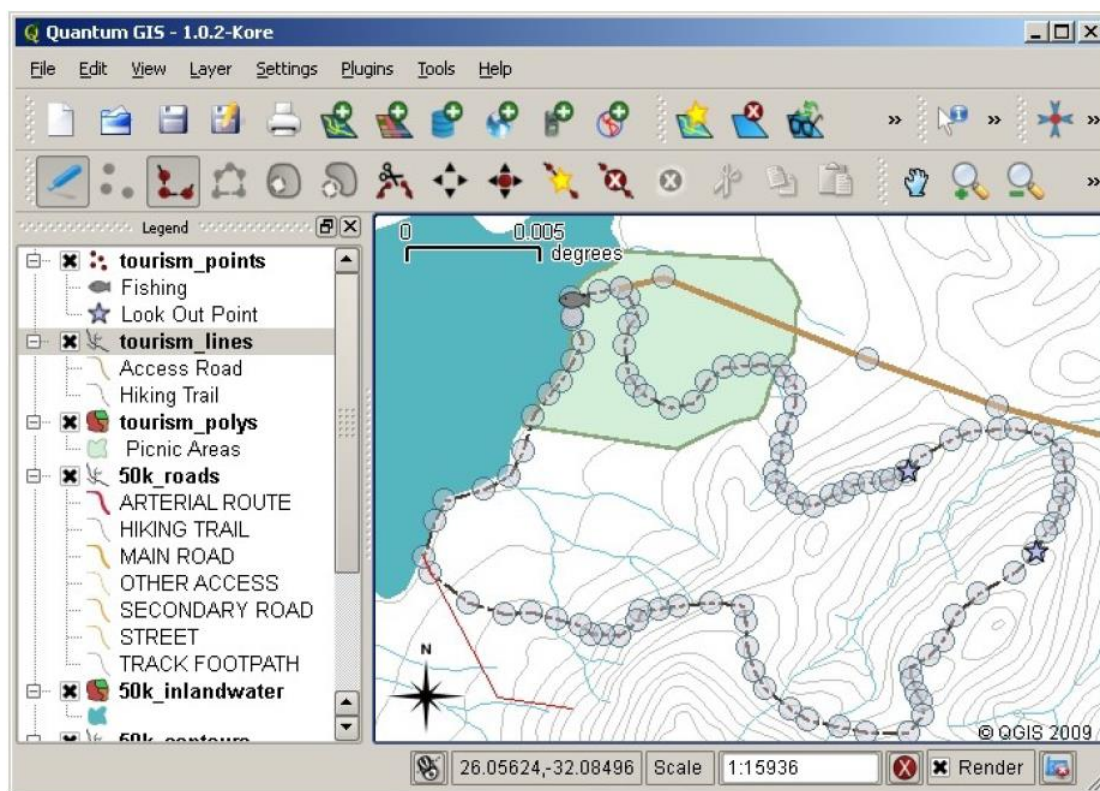 Quantum GIS - 1.0.2-Kore
File Edit View Layer Settings Plugins Tools Help
Legend
tourism_points
Fishing
Look Out Point
tourism_lines
Access Road
Hiking Trail
tourism_polys
Picnic Areas
50k_roads
ARTERIAL ROUTE
HIKING TRAIL
MAIN ROAD
OTHER ACCESS
SECONDARY ROAD
STREET
TRACK FOOTPATH
50k_inlandwater
50k_contours
0 0.005
degrees
N
© QGIS 2009
26.05624,-32.08496 Scale 1:15936 Render